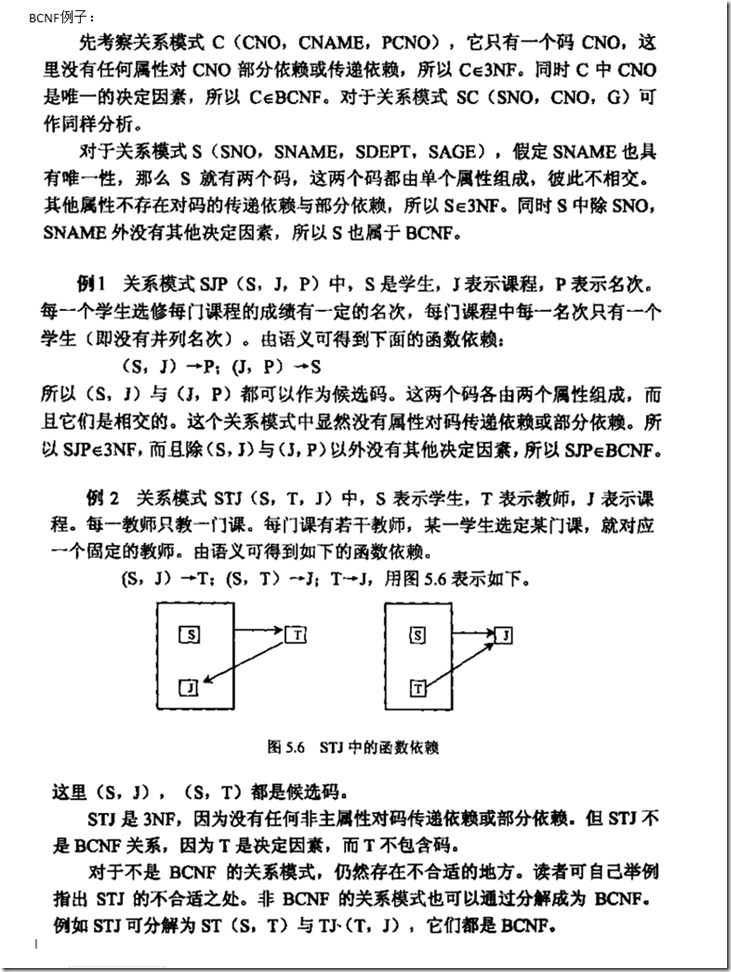 BCNF例子：
先考察关系模式 C（CNO，CNAME，PCNO），它只有一个码 CNO，这
里没有任何属性对 CNO 部分依赖或传递依赖，所以 C∈3NF。同时 C 中 CNO
是唯一的决定因素，所以 C∈BCNF。对于关系模式 SC（SNO，CNO，G）可
作同样分析。
对于关系模式 S（SNO，SNAME，SDEPT，SAGE），假定 SNAME 也具
有唯一性，那么 S 就有两个码，这两个码都由单个属性组成，彼此不相交。
其他属性不存在对码的传递依赖与部分依赖，所以 S∈3NF。同时 S 中除 SNO，
SNAME 外没有其他决定因素，所以 S 也属于 BCNF。
例1 关系模式 SJP（S，J，P）中，S 是学生，J 表示课程，P 表示名次。
每一个学生选修每门课程的成绩有一定的名次，每门课程中每一名次只有一个
学生（即没有并列名次）。由语义可得到下面的函数依赖：
（S，J）→P；(J，P）→S
所以（S，J）与（J，P）都可以作为候选码。这两个码各由两个属性组成，而
且它们是相交的。这个关系模式中显然没有属性对码传递依赖或部分依赖。所
以 SJP∈3NF，而且除（S，J）与（J，P）以外没有其他决定因素，所以 SJP∈BCNF。
例 2 关系模式 STJ（S，T，J）中，S 表示学生，T 表示教师，J 表示课
程。每一教师只教一门课。每门课有若干教师，某一学生选定某门课，就对应
一个固定的教师。由语义可得到如下的函数依赖。
(S，J）→T；(S，T）→J；T→J，用图 5.6 表示如下。
S
T
J
S
J
T
图 5.6 STJ 中的函数依赖
这里（S，J），（S，T）都是候选码。
STJ 是 3NF，因为没有任何非主属性对码传递依赖或部分依赖。但 STJ 不
是 BCNF 关系，因为 T 是决定因素，而 T 不包含码。
对于不是 BCNF 的关系模式，仍然存在不合适的地方。读者可自己举例
指出 STJ 的不合适之处。非 BCNF 的关系模式也可以通过分解成为 BCNF。
例如 STJ 可分解为 ST（S，T）与 TJ（T，J），它们都是 BCNF。